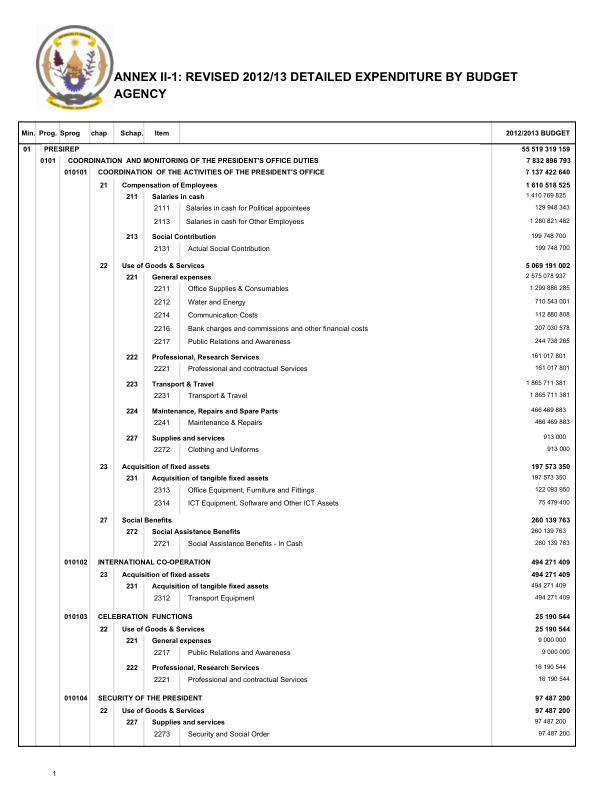 ANNEX II-1: REVISED 2012/13 DETAILED EXPENDITURE BY BUDGET
AGENCY
Min. Prog. Sprog chap Schap. Item 2012/2013 BUDGET
01 PRESIREP 55 519 319 159
0101 COORDINATION AND MONITORING OF THE PRESIDENT'S OFFICE DUTIES 7 832 896 793
010101 COORDINATION OF THE ACTIVITIES OF THE PRESIDENT'S OFFICE 7 137 422 640
21 Compensation of Employees 1 610 518 525
211 Salaries in cash 1 410 769 825
2111 Salaries in cash for Political appointees 129 948 343
2113 Salaries in cash for Other Employees 1 280 821 482
213 Social Contribution 199 748 700
2131 Actual Social Contribution 199 748 700
22 Use of Goods & Services 5 069 191 002
221 General expenses 2 575 078 937
2211 Office Supplies & Consumables 1 299 886 285
2212 Water and Energy 710 543 001
2214 Communication Costs 112 880 808
2216 Bank charges and commissions and other financial costs 207 030 578
2217 Public Relations and Awareness 244 738 265
222 Professional, Research Services 161 017 801
2221 Professional and contractual Services 161 017 801
223 Transport & Travel 1 865 711 381
2231 Transport & Travel 1 865 711 381
224 Maintenance, Repairs and Spare Parts 466 469 883
2241 Maintenance & Repairs 466 469 883
227 Supplies and services 913 000
2272 Clothing and Uniforms 913 000
23 Acquisition of fixed assets 197 573 350
231 Acquisition of tangible fixed assets 197 573 350
2313 Office Equipment, Furniture and Fittings 122 093 950
2314 ICT Equipment, Software and Other ICT Assets 75 479 400
27 Social Benefits 260 139 763
272 Social Assistance Benefits 260 139 763
2721 Social Assistance Benefits - In Cash 260 139 763
010102 INTERNATIONAL CO-OPERATION 494 271 409
23 Acquisition of fixed assets 494 271 409
231 Acquisition of tangible fixed assets 494 271 409
2312 Transport Equipment 494 271 409
010103 CELEBRATION FUNCTIONS 25 190 544
22 Use of Goods & Services 25 190 544
221 General expenses 9 000 000
2217 Public Relations and Awareness 9 000 000
222 Professional, Research Services 16 190 544
2221 Professional and contractual Services 16 190 544
010104 SECURITY OF THE PRESIDENT 97 487 200
22 Use of Goods & Services 97 487 200
227 Supplies and services 97 487 200
2273 Security and Social Order 97 487 200
1